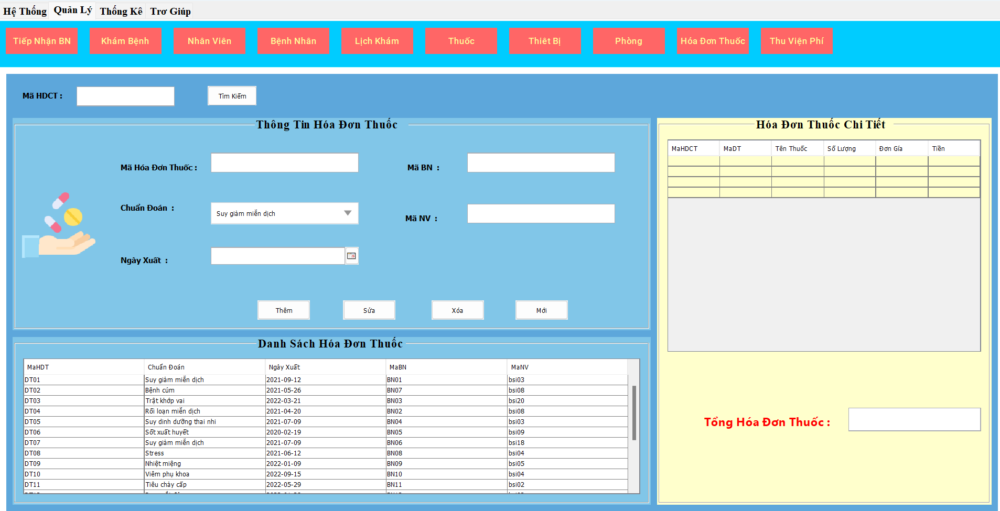 Hệ Thống Quản Lý Thống Kê Trợ Giúp
Tiếp Nhận BN Khám Bệnh Nhân Viên Bệnh Nhân Lịch Khám Thuốc Thiêt Bị Phòng Hóa Đơn Thuốc Thu Viện Phí
Mã HDCT : Tìm Kiếm
Thông Tin Hóa Đơn Thuốc
Mã Hóa Đơn Thuốc : Mã BN :
Chuẩn Đoán : Suy giảm miễn dịch Mã NV :
Ngày Xuất :
Thêm Sửa Xóa Mới
Danh Sách Hóa Đơn Thuốc
MaHDT Chuẩn Đoán Ngày Xuất MaBN MaNV
DT01 Suy giảm miễn dịch 2021-09-12 BN01 bsi03
DT02 Bệnh cúm 2021-05-26 BN07 bsi08
DT03 Trật khớp vai 2022-03-21 BN03 bsi20
DT04 Rối loạn miễn dịch 2021-04-20 BN02 bsi08
DT05 Suy dinh dưỡng thai nhi 2021-07-09 BN04 bsi03
DT06 Sốt xuất huyết 2020-02-19 BN05 bsi09
DT07 Suy giảm miễn dịch 2021-07-09 BN06 bsi18
DT08 Stress 2021-06-12 BN08 bsi04
DT09 Nhiệt miệng 2022-01-09 BN09 bsi05
DT10 Viêm phụ khoa 2022-09-15 BN10 bsi04
DT11 Tiêu chảy cấp 2022-05-29 BN11 bsi02
Hóa Đơn Thuốc Chi Tiết
MaHDCT MaDT Tên Thuốc Số Lượng Đơn Gía Tiền
Tổng Hóa Đơn Thuốc :